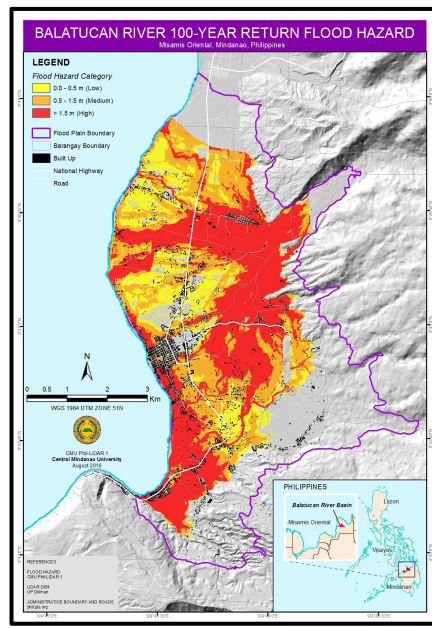 BALATUCAN RIVER 100-YEAR RETURN FLOOD HAZARD
Misamis Oriental, Mindanao, Philippines
LEGEND
Flood Hazard Category
0.0 - 0.5 m (Low)
0.5 - 1.5 m (Medium)
> 1.5 m (High)
Flood Plain Boundary
Barangay Boundary
Built Up
National Highway
Road
N
0 0.5 1 2 3
Km
WGS 1984 UTM ZONE 51N
CMU Phil-LiDAR 1
Central Mindanao University
August 2016
REFERENCES
FLOOD HAZARD
CMU Phil-LiDAR 1
LiDAR DEM
UP Diliman
ADMINISTRATIVE BOUNDARY AND ROADS
PHILIPPINES
Balatucan River Basin
Misamis Oriental
Luzon
Visayas
Mindanao